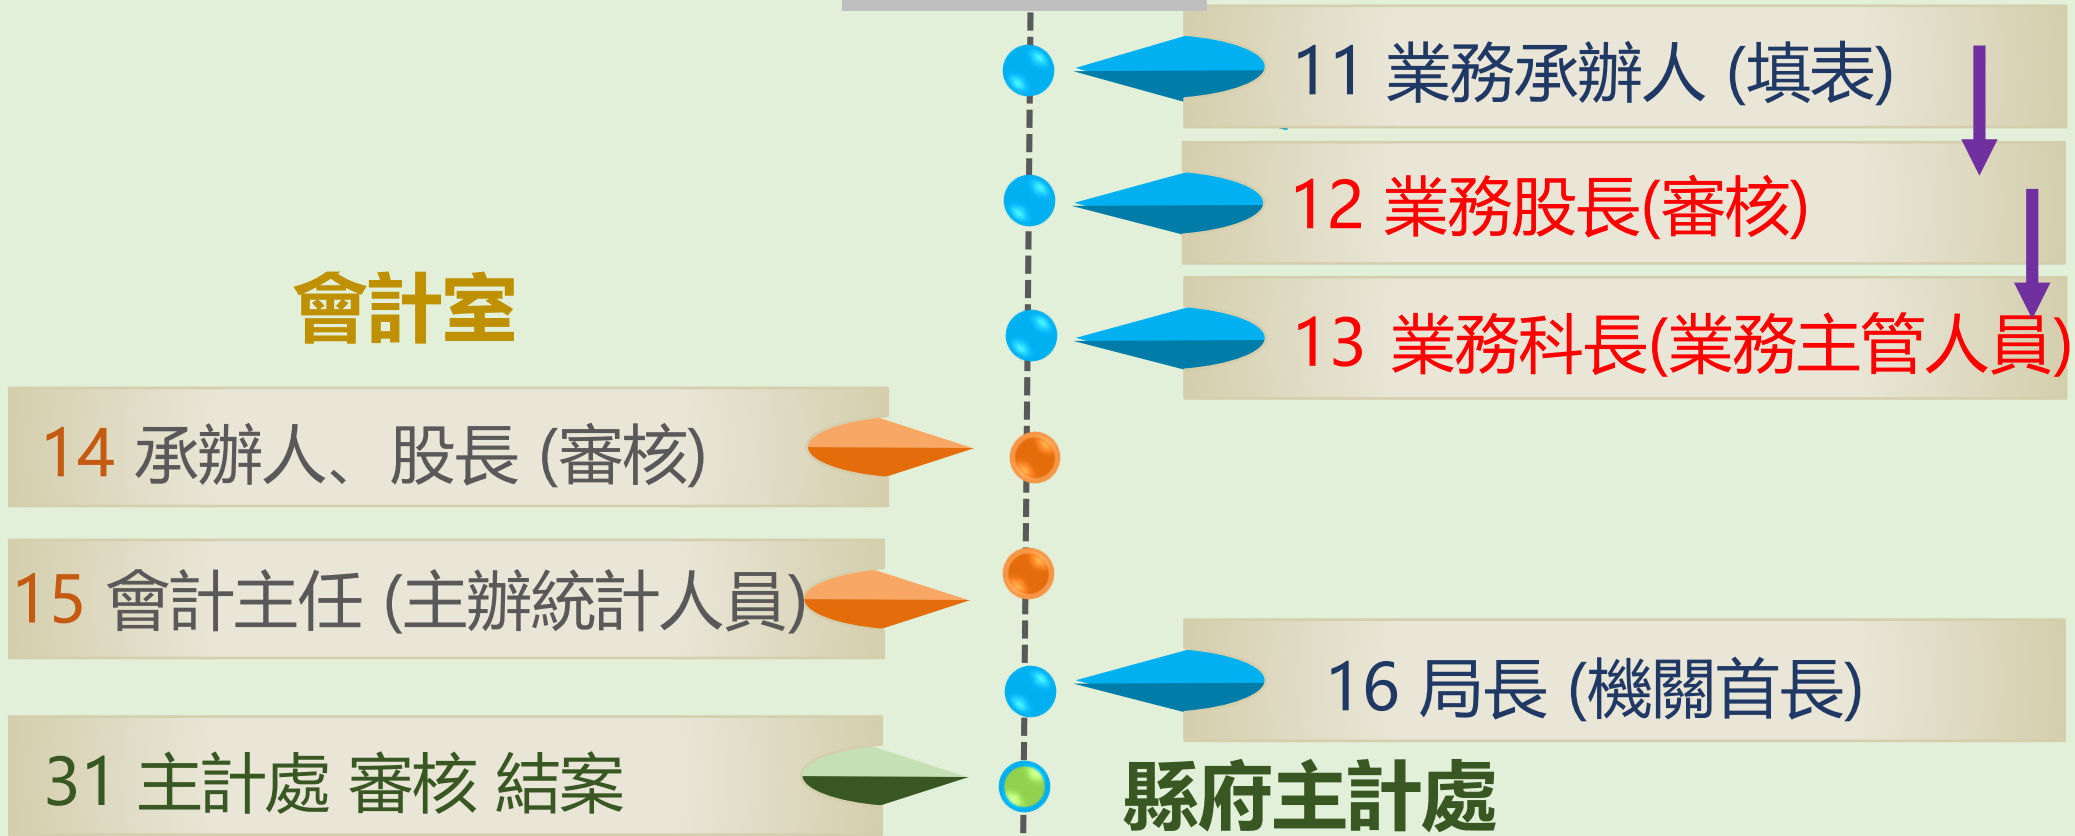 11 業務承辦人 (填表)
12 業務股長(審核)
13 業務科長(業務主管人員)
會計室
14 承辦人、股長 (審核)
15 會計主任 (主辦統計人員)
16 局長 (機關首長)
31 主計處 審核 結案
縣府主計處